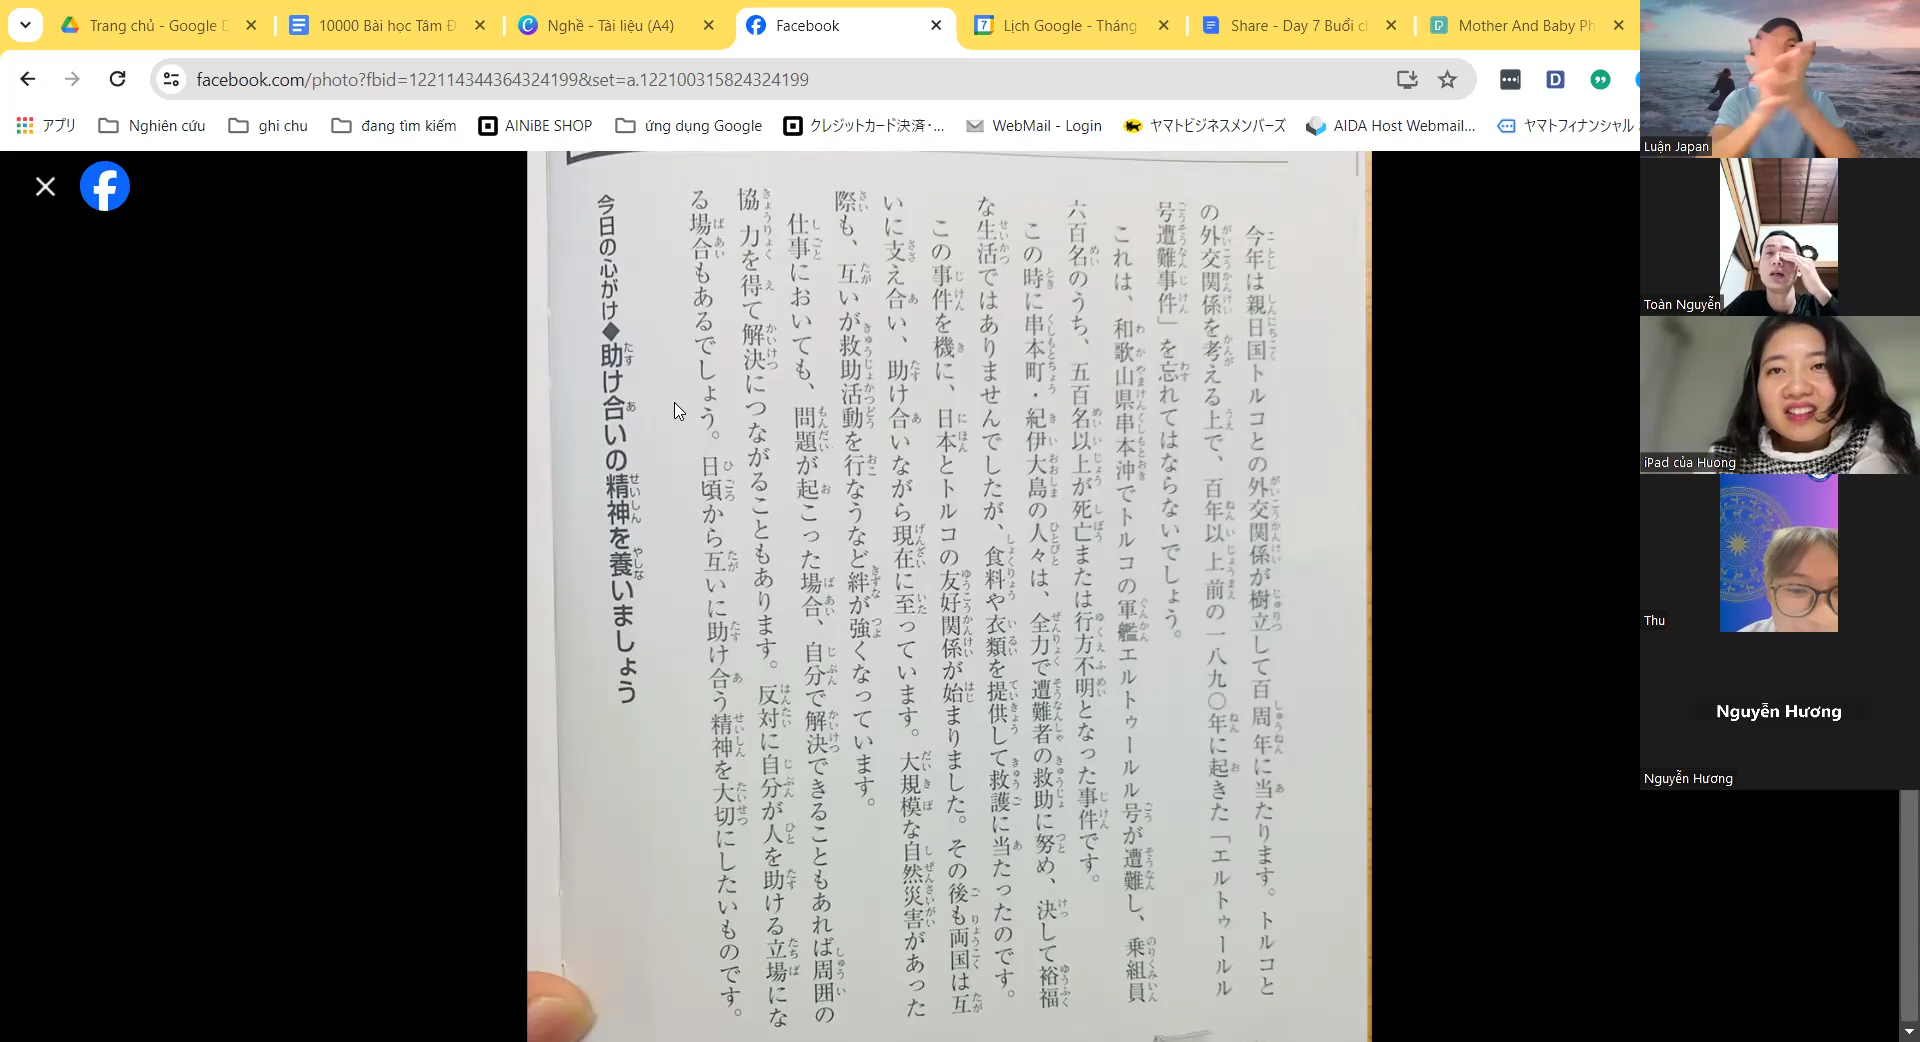 Trang chủ - Google D
10000 Bài học Tâm Đ
Nghề - Tài liệu (A4)
Facebook
Lịch Google - Tháng
Share - Day 7 Buổi ch
Mother And Baby Ph
facebook.com/photo?fbid=122114344364324199&set=a.122100315824324199
アプリ
Nghiên cứu
ghi chu
đang tìm kiếm
AINiBE SHOP
ứng dụng Google
クレジットカード決済・...
WebMail - Login
ヤマトビジネスメンバーズ
AIDA Host Webmail...
ヤマトフィナンシャル
今年は親日国トルコとの外交関係が樹立して百周年に当たります。トルコと
の外交関係を考える上で、百年以上前の一八九〇年に起きた「エルトゥールル
号遭難事件」を忘れてはならないでしょう。
これは、和歌山県串本沖でトルコの軍艦エルトゥールル号が遭難し、乗組員
六百名のうち、五百名以上が死亡または行方不明となった事件です。
この時に串本町・紀伊大島の人々は、全力で遭難者の救助に努め、決して裕福
な生活ではありませんでしたが、食料や衣類を提供して救護に当たったのです。
この事件を機に、日本とトルコの友好関係が始まりました。その後も両国は互
いに支え合い、助け合いながら現在に至っています。大規模な自然災害があった
際も、互いが救助活動を行なうなど絆が強くなっています。
仕事においても、問題が起こった場合、自分で解決できることもあれば周囲の
協力を得て解決につながることもあります。反対に自分が人を助ける立場にな
る場合もあるでしょう。日頃から互いに助け合う精神を大切にしたいものです。
今日の心がけ◆助け合いの精神を養いましょう
Luận Japan
Toàn Nguyễn
iPad của Huong
Thu
Nguyễn Hương
Nguyễn Hương